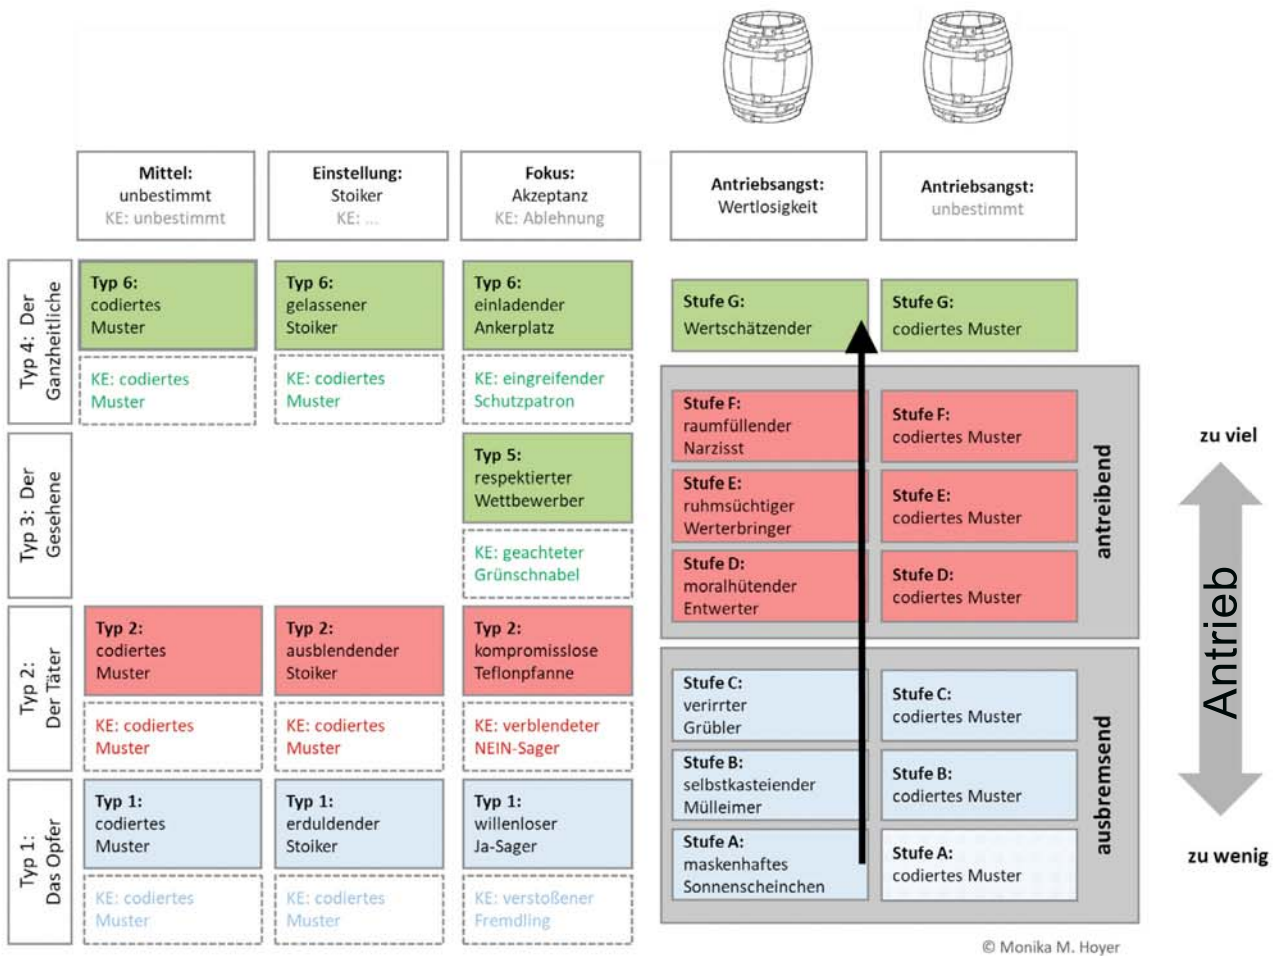 Mittel:
unbestimmt
KE: unbestimmt
Einstellung:
Stoiker
KE: ...
Fokus:
Akzeptanz
KE: Ablehnung
Antriebsangst:
Wertlosigkeit
Antriebsangst:
unbestimmt
Typ 4: Der
Ganzheitliche
Typ 6:
codiertes
Muster
KE: codiertes
Muster
Typ 6:
gelassener
Stoiker
KE: codiertes
Muster
Typ 6:
einladender
Ankerplatz
KE: eingreifender
Schutzpatron
Typ 3: Der
Gesehene
Typ 5:
respektierter
Wettbewerber
KE: geachteter
Grünschnabel
Typ 2:
Der Täter
Typ 2:
codiertes
Muster
KE: codiertes
Muster
Typ 2:
ausblendender
Stoiker
KE: codiertes
Muster
Typ 2:
kompromisslose
Teflonpfanne
KE: verblendeter
NEIN-Sager
Typ 1:
Das Opfer
Typ 1:
codiertes
Muster
KE: codiertes
Muster
Typ 1:
erduldender
Stoiker
KE: codiertes
Muster
Typ 1:
willenloser
Ja-Sager
KE: verstoßener
Fremdling
Stufe G:
Wertschätzender
Stufe G:
codiertes Muster
Stufe F:
raumfüllender
Narzisst
Stufe F:
codiertes Muster
Stufe E:
ruhmsüchtiger
Werterbringer
Stufe E:
codiertes Muster
Stufe D:
moralhütender
Entwerter
Stufe D:
codiertes Muster
antreibend
Stufe C:
verirrter
Grübler
Stufe C:
codiertes Muster
Stufe B:
selbstkasteiender
Mülleimer
Stufe B:
codiertes Muster
Stufe A:
maskenhaftes
Sonnenscheinchen
Stufe A:
codiertes Muster
ausbremsend
zu viel
Antrieb
zu wenig
© Monika M. Hoyer